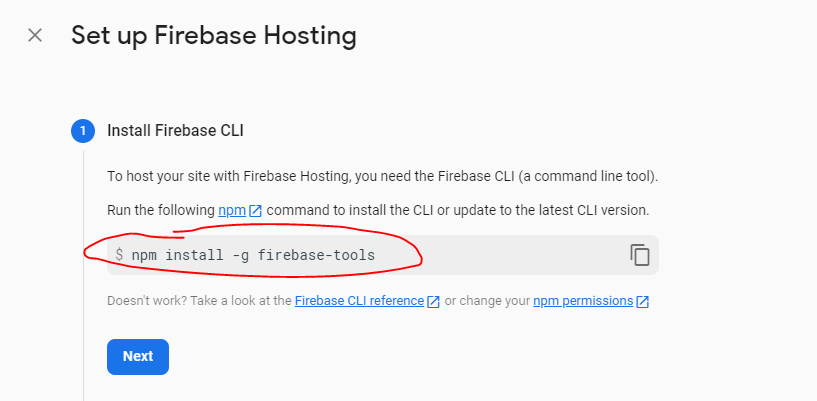 Set up Firebase Hosting
1 Install Firebase CLI
To host your site with Firebase Hosting, you need the Firebase CLI (a command line tool).
Run the following npm command to install the CLI or update to the latest CLI version.
$ npm install -g firebase-tools
Doesn't work? Take a look at the Firebase CLI reference or change your npm permissions
Next